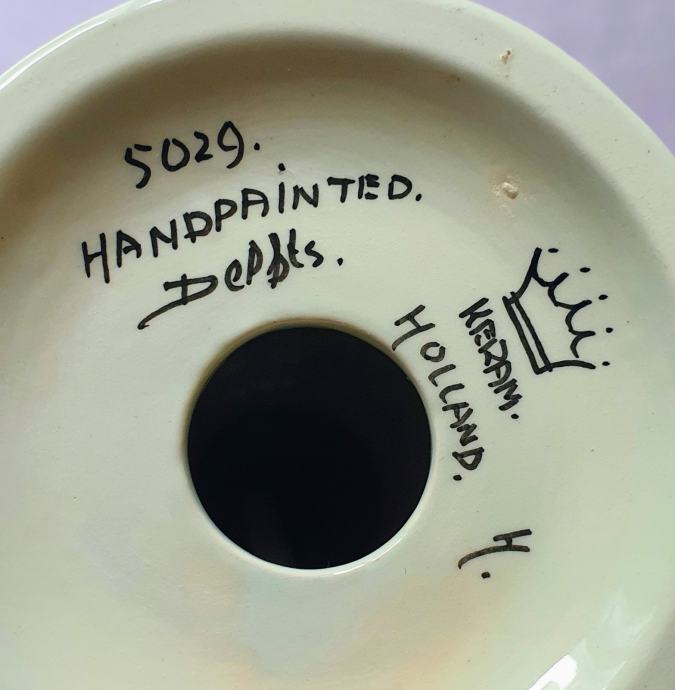 5029.
HANDPAINTED.
Delfts.
KERAM.
HOLLAND.
H.